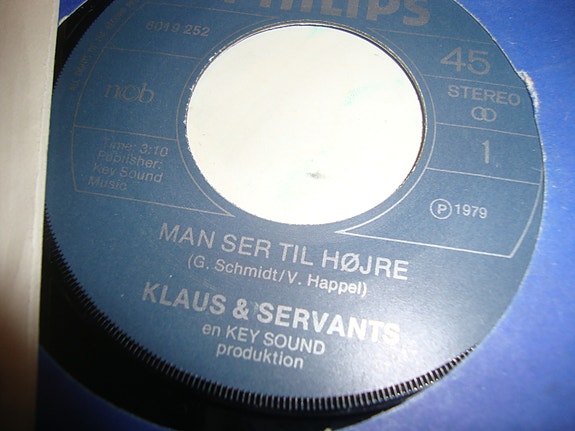 PHILIPS
6019 252
45
STEREO
ncb
1
Time: 3:10
Publisher:
Key Sound
Music
℗ 1979
MAN SER TIL HØJRE
(G. Schmidt/V. Happel)
KLAUS & SERVANTS
en KEY SOUND
produktion